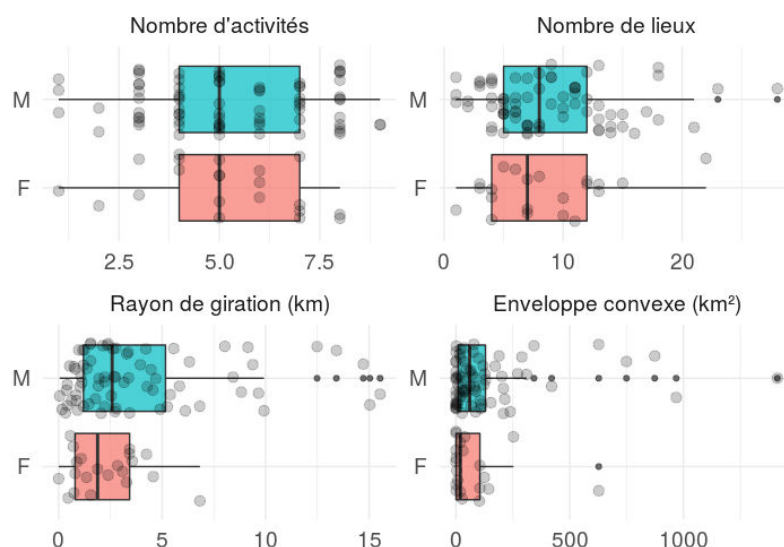 Nombre d'activités
Nombre de lieux
M
F
2.5 5.0 7.5
M
F
0 10 20
Rayon de giration (km)
Enveloppe convexe (km²)
M
F
0 5 10 15
M
F
0 500 1000